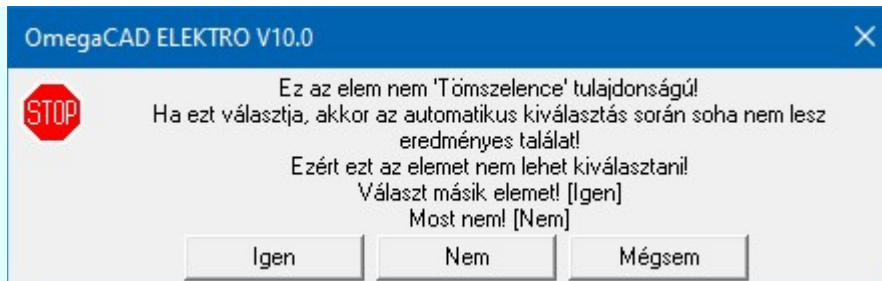 OmegaCAD ELEKTRO V10.0
STOP
Ez az elem nem 'Tömszelence' tulajdonságú!
Ha ezt választja, akkor az automatikus kiválasztás során soha nem lesz
eredményes találat!
Ezért ezt az elemet nem lehet kiválasztani!
Választ másik elemet! [Igen]
Most nem! [Nem]
Igen
Nem
Mégsem